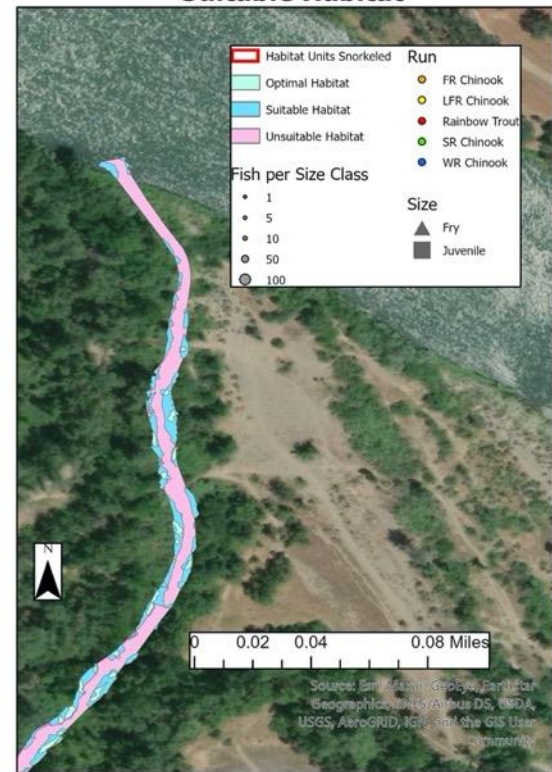 Suitable Habitat
Habitat Units Snorkeled
Optimal Habitat
Suitable Habitat
Unsuitable Habitat
Fish per Size Class
1
5
10
50
100
Run
FR Chinook
LFR Chinook
Rainbow Trout
SR Chinook
WR Chinook
Size
Fry
Juvenile
N
0 0.02 0.04 0.08 Miles
Source: Esri, Maxar, GeoEye, Earthstar
Geographics, CNES/Airbus DS, USDA,
USGS, AeroGRID, IGN, and the GIS User
Community